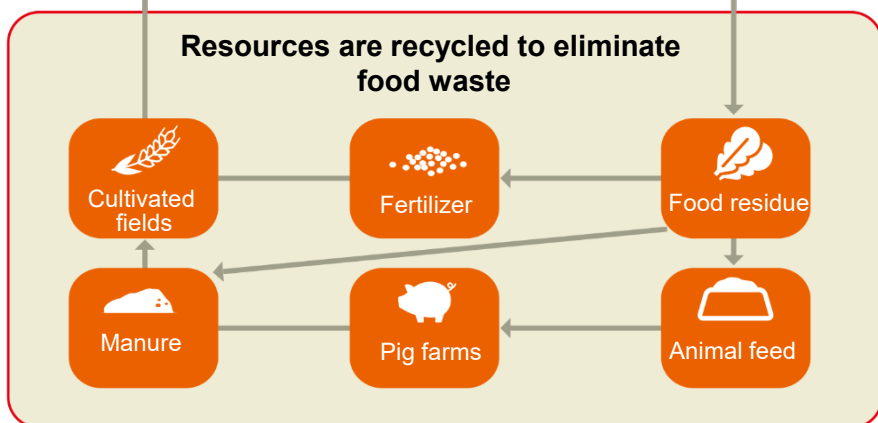 Resources are recycled to eliminate
food waste
Cultivated
fields
Fertilizer
Food residue
Manure
Pig farms
Animal feed